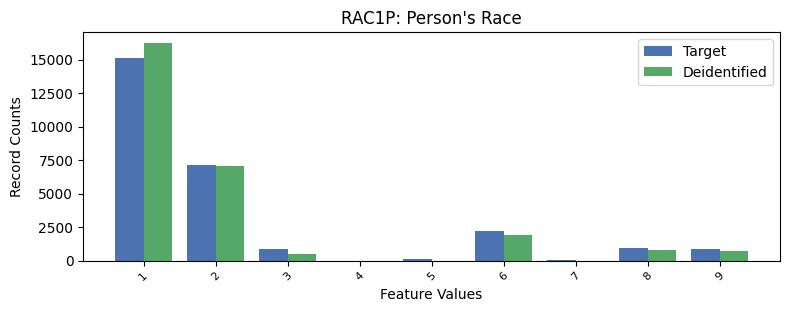 RAC1P: Person's Race
Target
Deidentified
Record Counts
15000
12500
10000
7500
5000
2500
0
1 2 3 4 5 6 7 8 9
Feature Values